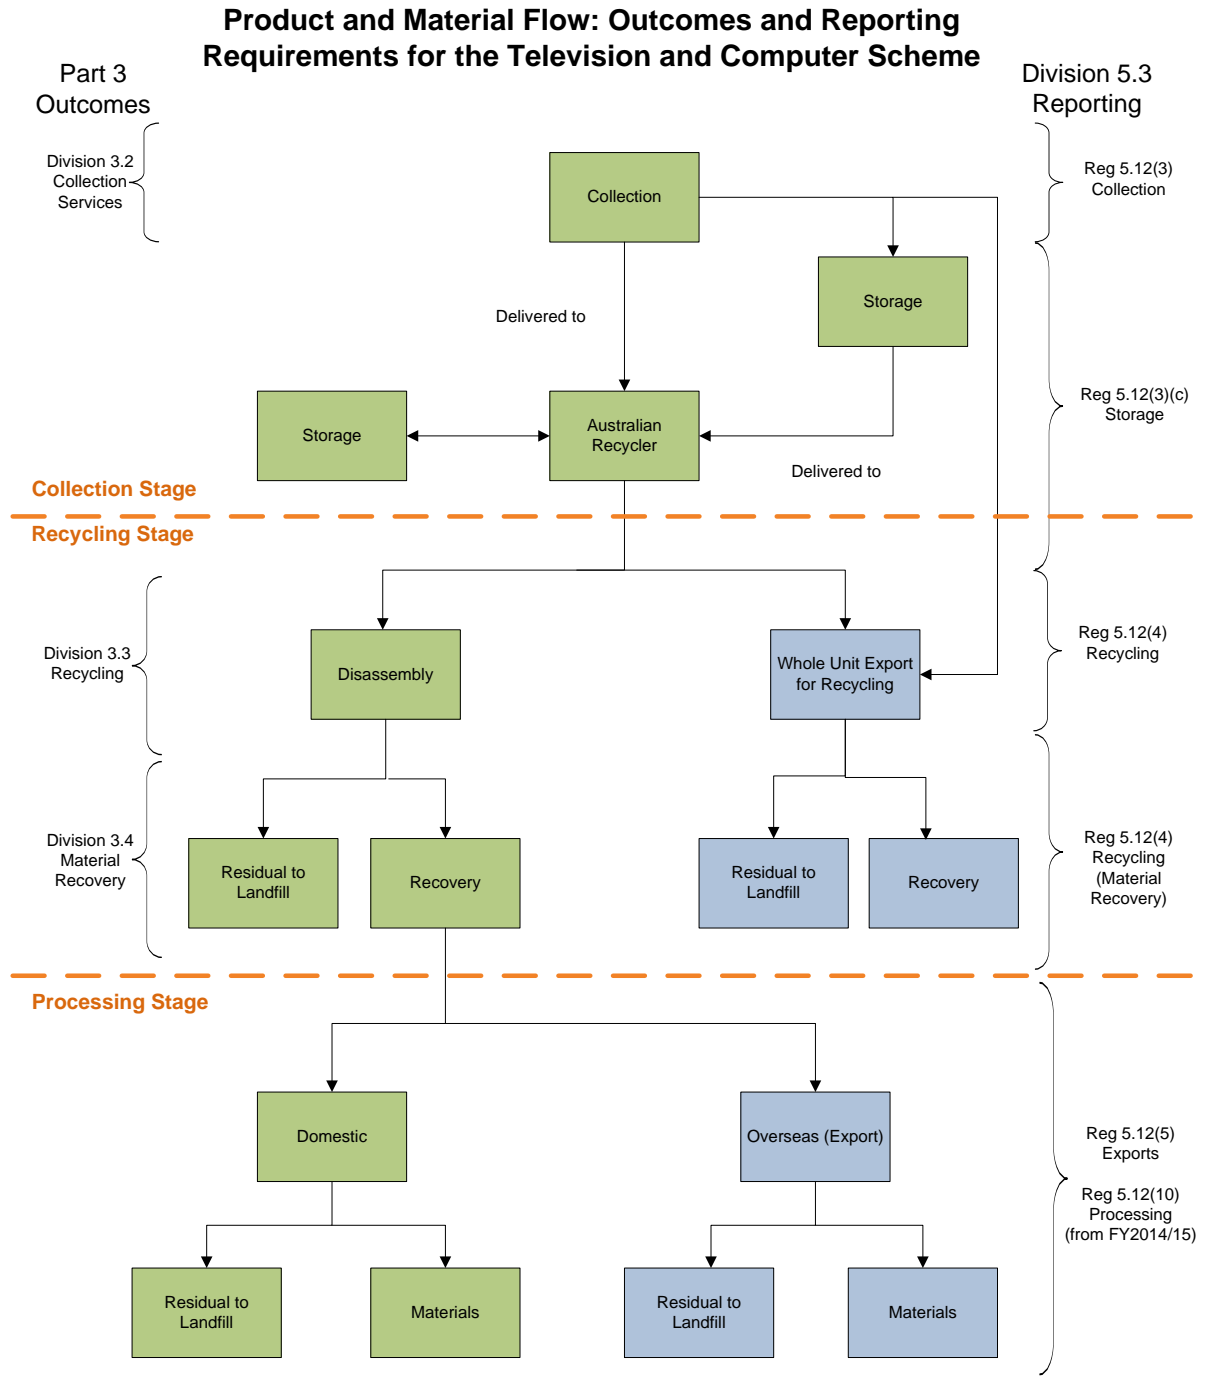 Product and Material Flow: Outcomes and Reporting
Requirements for the Television and Computer Scheme
Part 3
Outcomes
Division 5.3
Reporting
Division 3.2
Collection
Services
Collection
Reg 5.12(3)
Collection
Storage
Delivered to
Reg 5.12(3)(c)
Storage
Storage
Australian
Recycler
Delivered to
Collection Stage
Recycling Stage
Division 3.3
Recycling
Disassembly
Whole Unit Export
for Recycling
Reg 5.12(4)
Recycling
Division 3.4
Material
Recovery
Residual to
Landfill
Recovery
Residual to
Landfill
Recovery
Reg 5.12(4)
Recycling
(Material
Recovery)
Processing Stage
Domestic
Overseas (Export)
Reg 5.12(5)
Exports
Reg 5.12(10)
Processing
(from FY2014/15)
Residual to
Landfill
Materials
Residual to
Landfill
Materials